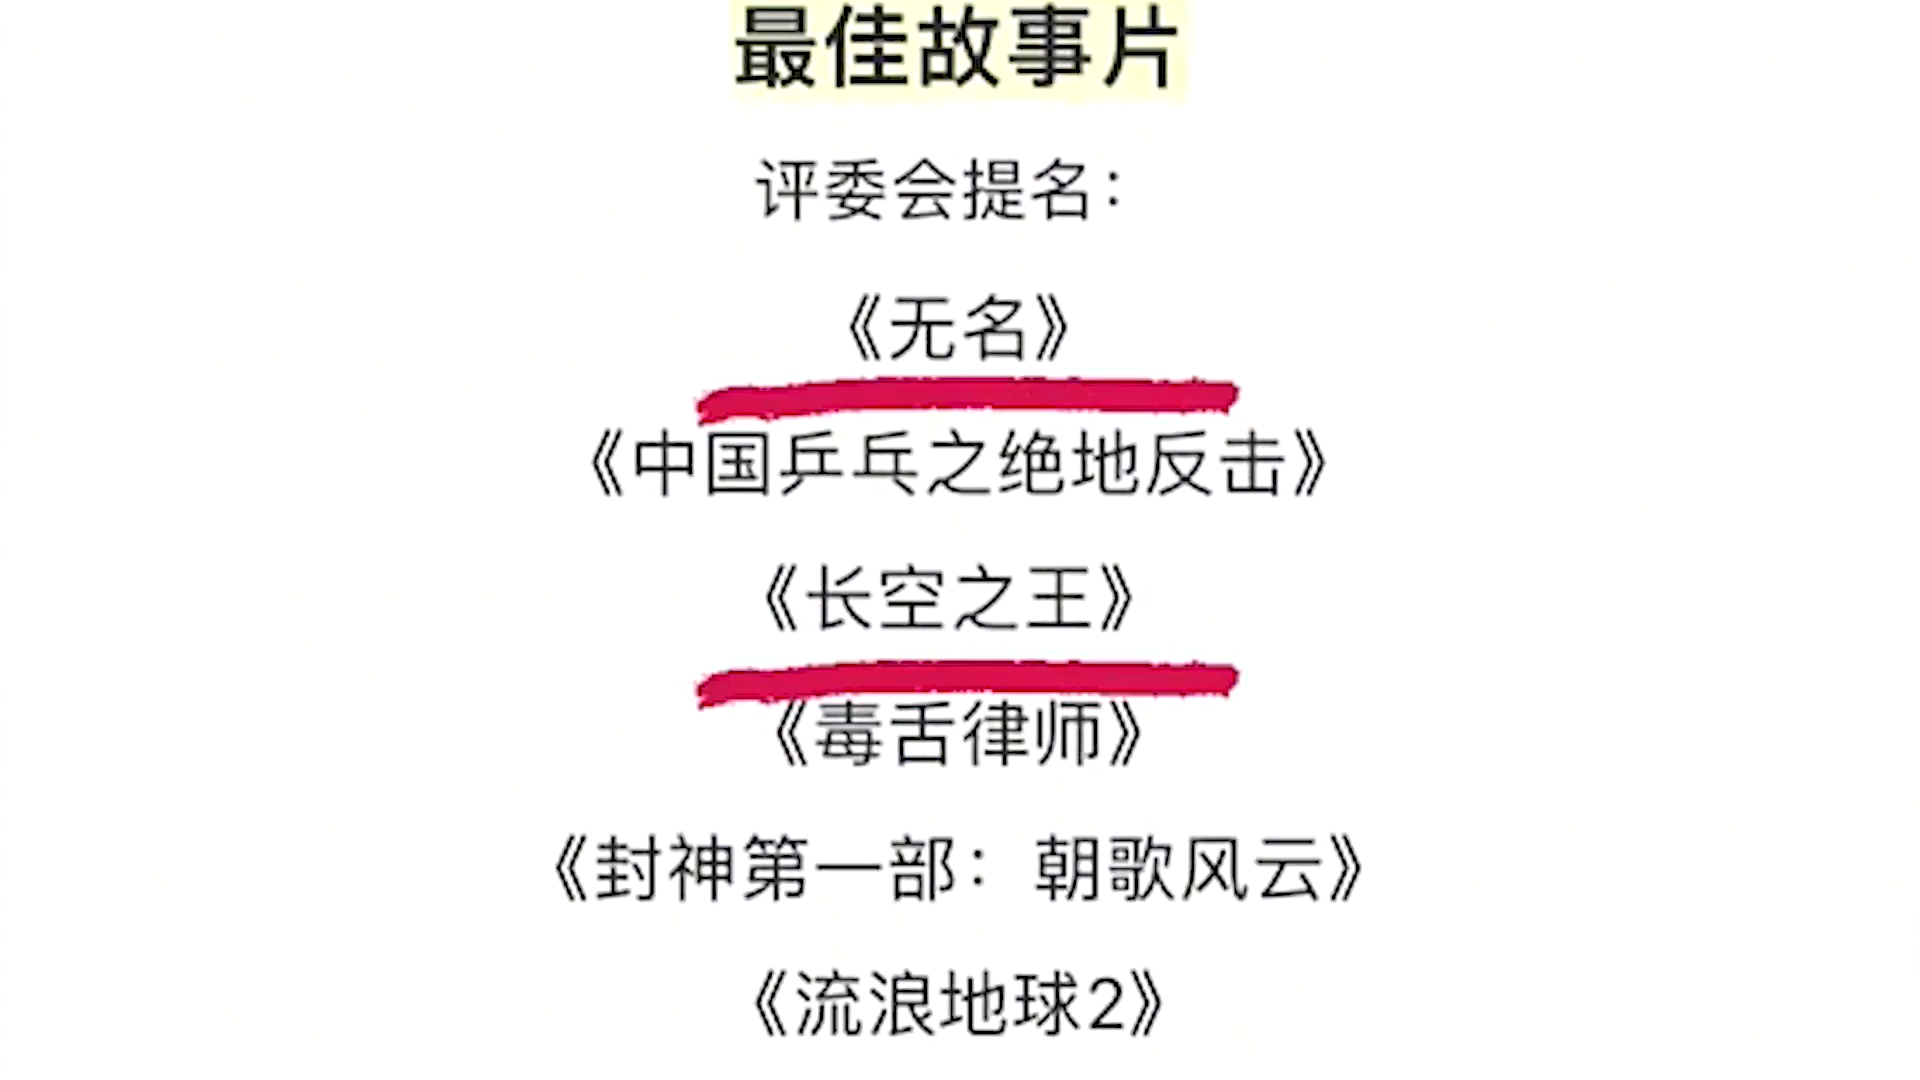 最佳故事片
评委会提名：
《无名》
《中国乒乓之绝地反击》
《长空之王》
《毒舌律师》
《封神第一部：朝歌风云》
《流浪地球2》